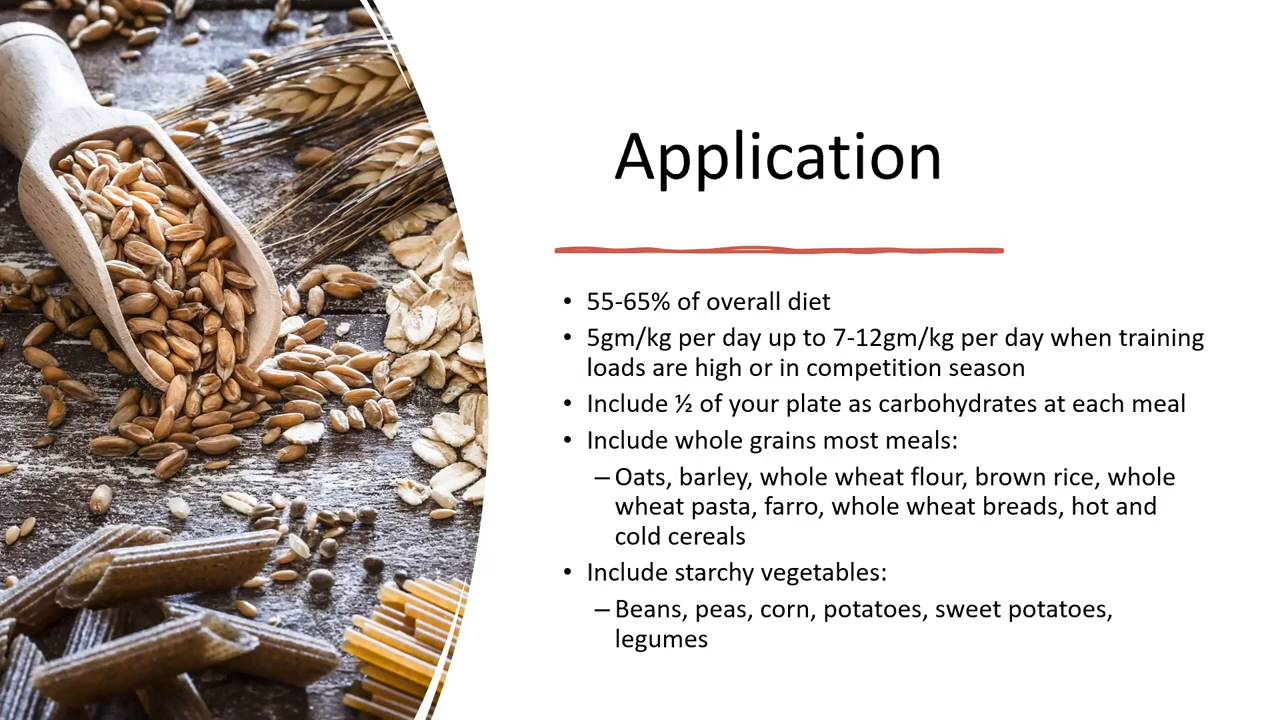 Application
• 55-65% of overall diet
• 5gm/kg per day up to 7-12gm/kg per day when training
loads are high or in competition season
• Include ½ of your plate as carbohydrates at each meal
• Include whole grains most meals:
– Oats, barley, whole wheat flour, brown rice, whole
wheat pasta, farro, whole wheat breads, hot and
cold cereals
• Include starchy vegetables:
– Beans, peas, corn, potatoes, sweet potatoes,
legumes